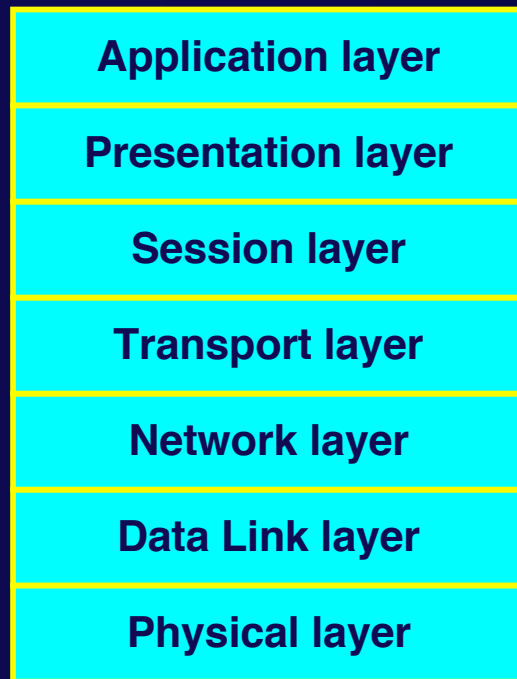 Application layer
Presentation layer
Session layer
Transport layer
Network layer
Data Link layer
Physical layer